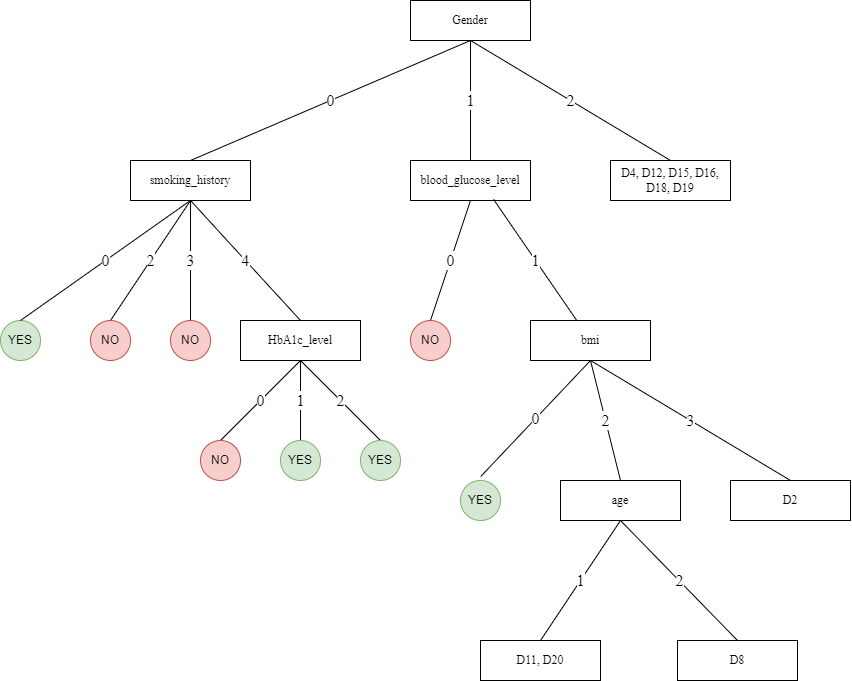 Gender
0
1
2
smoking_history
blood_glucose_level
D4, D12, D15, D16,
D18, D19
0
2
3
4
0
1
YES
NO
NO
HbA1c_level
NO
bmi
0
1
2
0
2
3
NO
YES
YES
YES
age
D2
1
2
D11, D20
D8